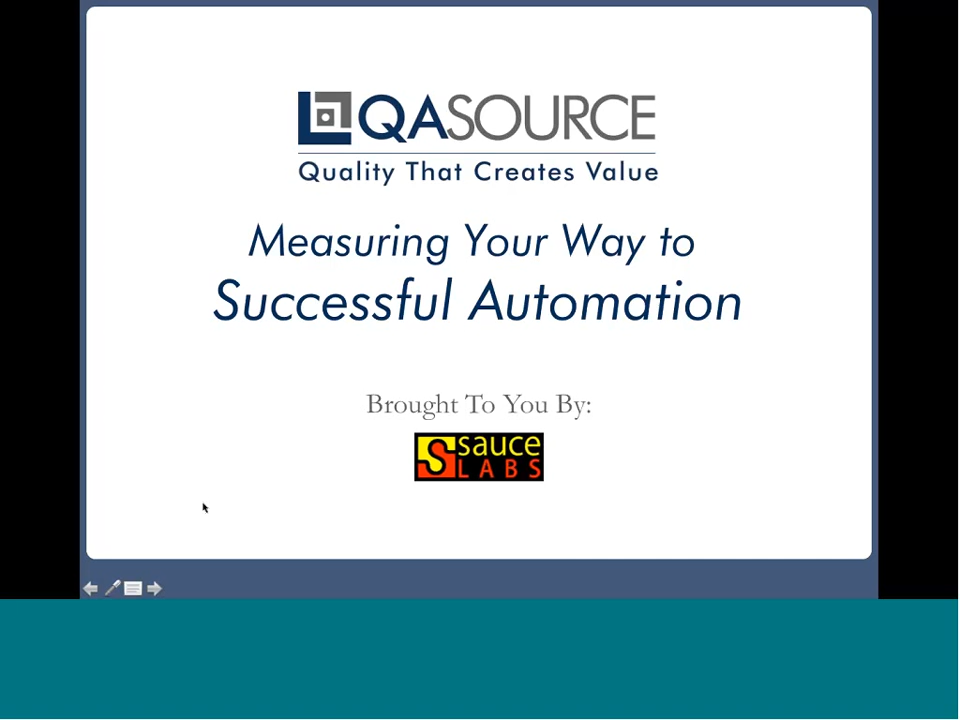 QASOURCE
Quality That Creates Value
Measuring Your Way to
Successful Automation
Brought To You By:
sauce
LABS